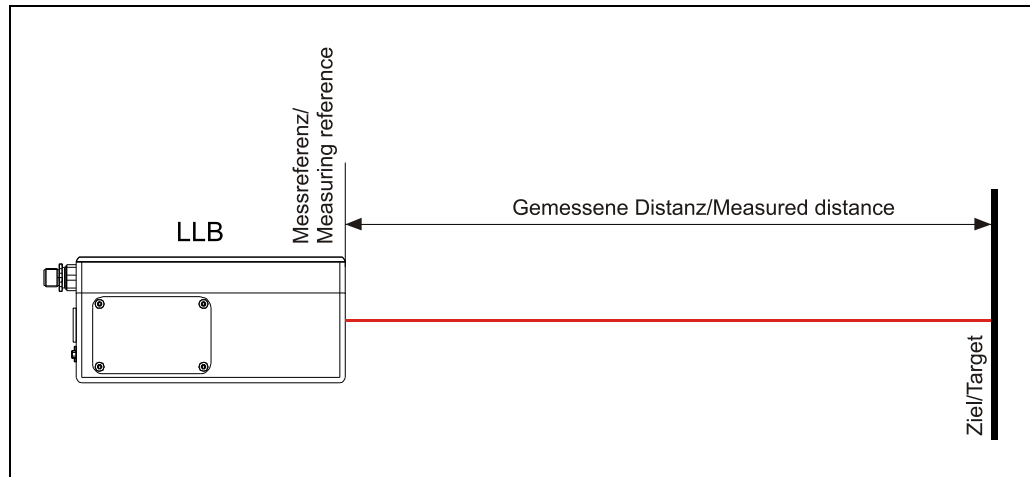 Messreferenz/
Measuring reference
Gemessene Distanz/Measured distance
LLB
Ziel/Target